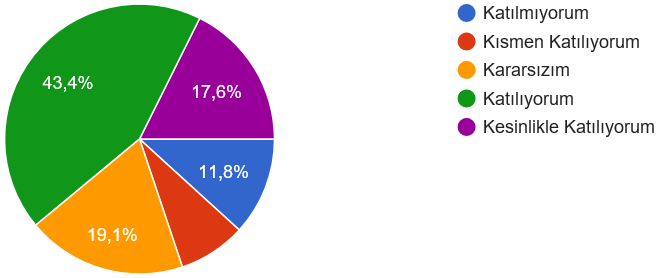 43,4%
17,6%
11,8%
19,1%
Katılmıyorum
Kısmen Katılıyorum
Kararsızım
Katılıyorum
Kesinlikle Katılıyorum